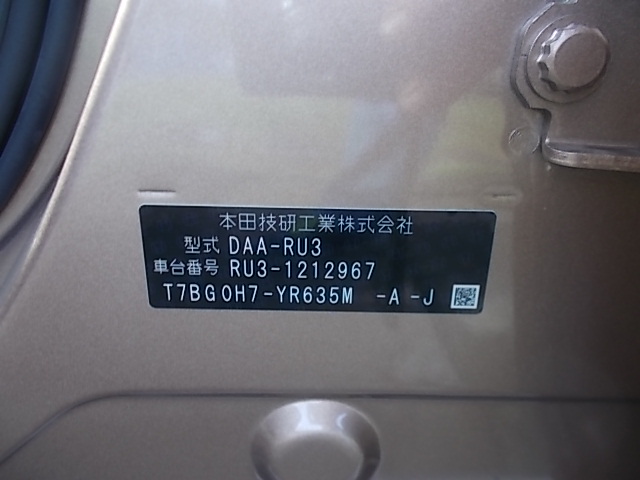 本田技研工業株式会社
型式 DAA-RU3
車台番号 RU3-1212967
T7BG0H7-YR635M -A -J